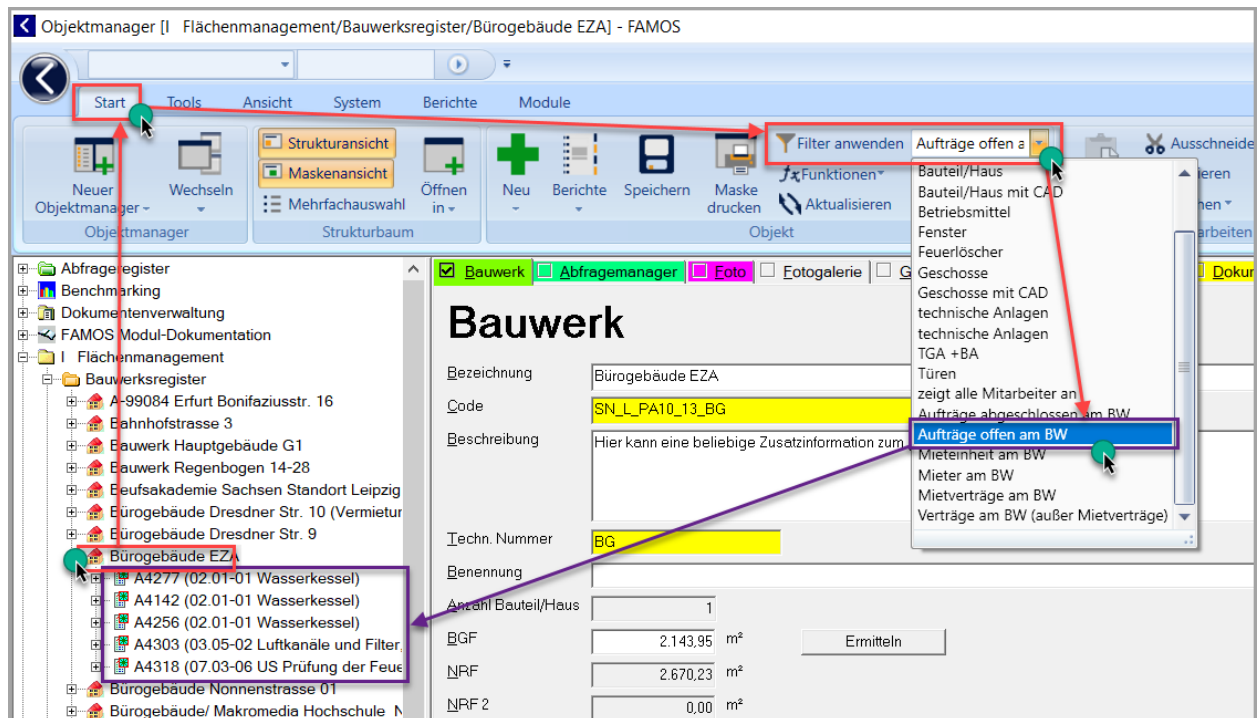 Objektmanager [I Flächenmanagement/Bauwerksregister/Bürogebäude EZA] - FAMOS
Start Tools Ansicht System Berichte Module
Neuer Objektmanager
Wechseln
Strukturansicht
Maskenansicht
Mehrfachauswahl
Öffnen in
Neu
Berichte
Speichern
Maske drucken
Filter anwenden
Aufträge offen a
fxFunktionen
Aktualisieren
Ausschneide
ieren
Objektmanager
Strukturbaum
Objekt
arbeiten
Bauteil/Haus
Bauteil/Haus mit CAD
Betriebsmittel
Fenster
Feuerlöscher
Geschosse
Geschosse mit CAD
technische Anlagen
technische Anlagen
TGA +BA
Türen
zeigt alle Mitarbeiter an
Aufträge abgeschlossen am BW
Aufträge offen am BW
Mieteinheit am BW
Mieter am BW
Mietverträge am BW
Verträge am BW (außer Mietverträge)
Abfrageregister
Benchmarking
Dokumentenverwaltung
FAMOS Modul-Dokumentation
I Flächenmanagement
Bauwerksregister
A-99084 Erfurt Bonifaziusstr. 16
Bahnhofstrasse 3
Bauwerk Hauptgebäude G1
Bauwerk Regenbogen 14-28
Beufsakademie Sachsen Standort Leipzig
Bürogebäude Dresdner Str. 10 (Vermietur
Bürogebäude Dresdner Str. 9
Bürogebäude EZA
A4277 (02.01-01 Wasserkessel)
A4142 (02.01-01 Wasserkessel)
A4256 (02.01-01 Wasserkessel)
A4303 (03.05-02 Luftkanäle und Filter,
A4318 (07.03-06 US Prüfung der Feue
Bürogebäude Nonnenstrasse 01
Bürogebäude/ Makromedia Hochschule N
Bauwerk Abfragemanager Foto Fotogalerie G Dokur
Bauwerk
Bezeichnung Bürogebäude EZA
Code SN_L_PA10_13_BG
Beschreibung Hier kann eine beliebige Zusatzinformation zum
Techn. Nummer BG
Benennung
Anzahl Bauteil/Haus 1
BGF 2.143,95 m² Ermitteln
NRF 2.670,23 m²
NRF 2 0,00 m²